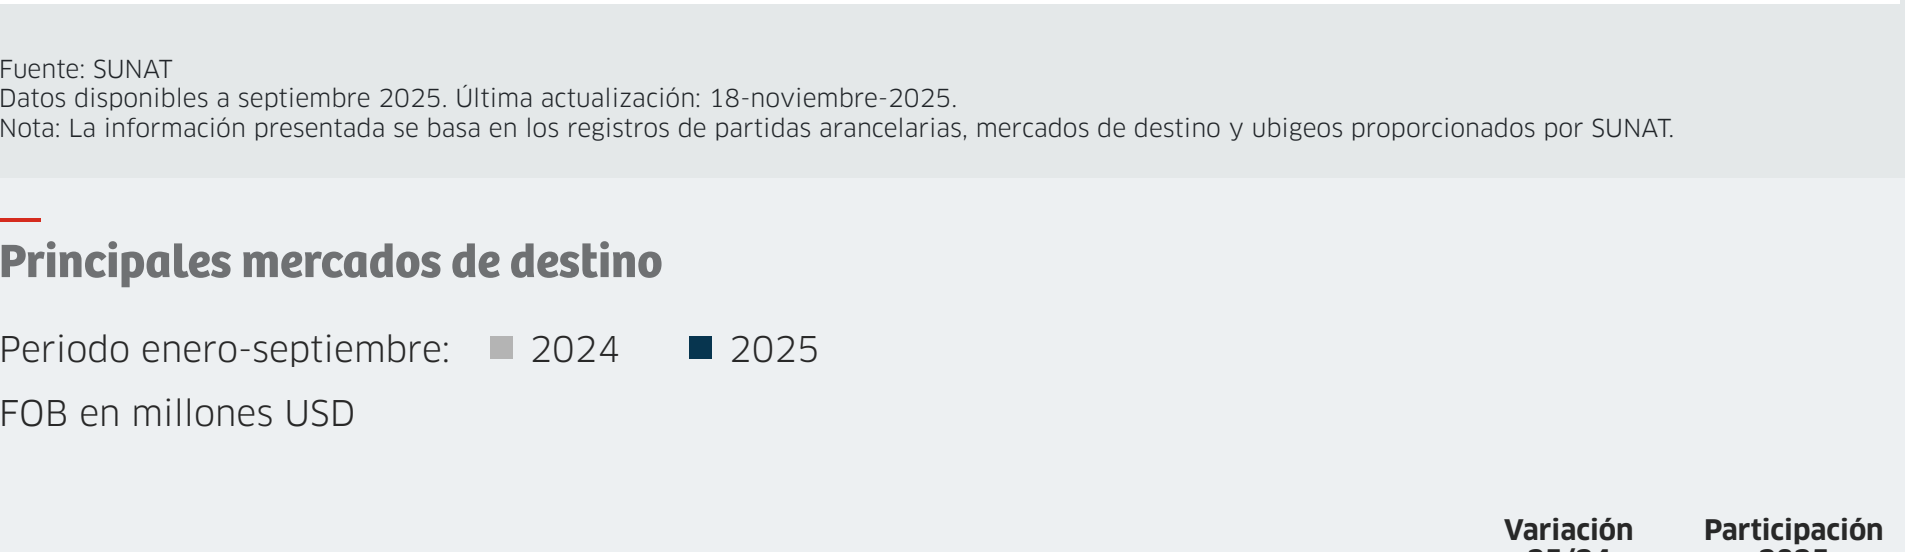 Fuente: SUNAT
Datos disponibles a septiembre 2025. Última actualización: 18-noviembre-2025.
Nota: La información presentada se basa en los registros de partidas arancelarias, mercados de destino y ubigeos proporcionados por SUNAT.
Principales mercados de destino
Periodo enero-septiembre: 2024 2025
FOB en millones USD
Variación Participación